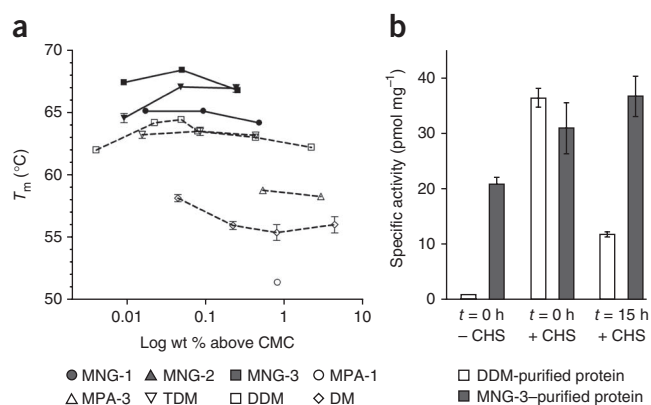 a
70
65
60
55
50
Tm (°C)
0.01 0.1 1 10
Log wt % above CMC
MNG-1 MNG-2 MNG-3 MPA-1
MPA-3 TDM DDM DM
b
50
40
30
20
10
0
Specific activity (pmol mg−1)
t = 0 h t = 0 h t = 15 h
– CHS + CHS + CHS
DDM-purified protein
MNG-3–purified protein